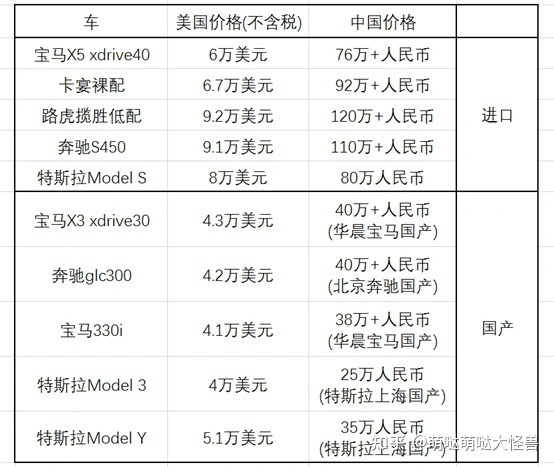 车 美国价格(不含税) 中国价格
宝马X5 xdrive40 6万美元 76万+人民币
卡宴裸配 6.7万美元 92万+人民币
路虎揽胜低配 9.2万美元 120万+人民币
奔驰S450 9.1万美元 110万+人民币
特斯拉Model S 8万美元 80万人民币
进口
宝马X3 xdrive30 4.3万美元 40万+人民币
(华晨宝马国产)
奔驰glc300 4.2万美元 40万+人民币
(北京奔驰国产)
宝马330i 4.1万美元 38万+人民币
(华晨宝马国产)
特斯拉Model 3 4万美元 25万人民币
(特斯拉上海国产)
特斯拉Model Y 5.1万美元 35万人民币
(特斯拉上海国产)
国产
知乎 @萌哒萌哒大怪兽